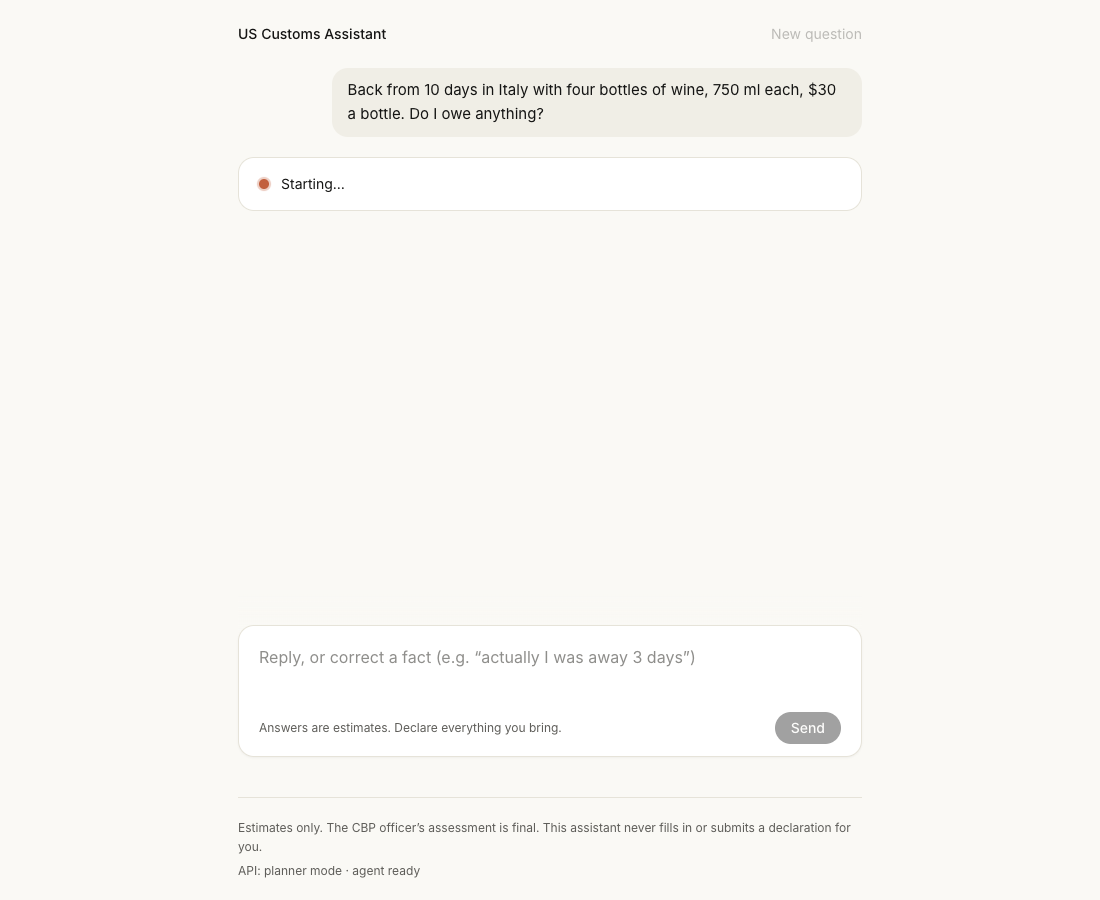 US Customs Assistant
New question
Back from 10 days in Italy with four bottles of wine, 750 ml each, $30
a bottle. Do I owe anything?
Starting...
Reply, or correct a fact (e.g. “actually I was away 3 days”)
Answers are estimates. Declare everything you bring.
Send
Estimates only. The CBP officer’s assessment is final. This assistant never fills in or submits a declaration for
you.
API: planner mode · agent ready